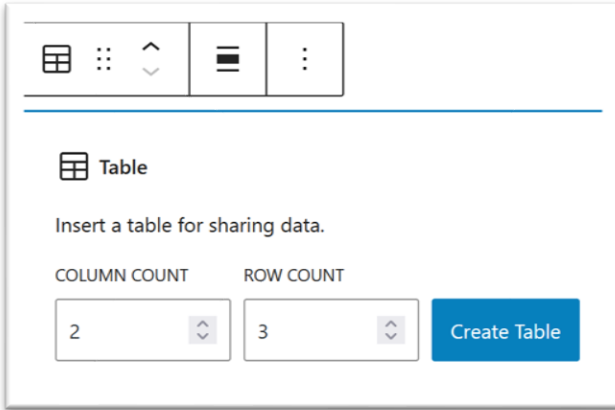 Table
Insert a table for sharing data.
COLUMN COUNT ROW COUNT
2 3 Create Table